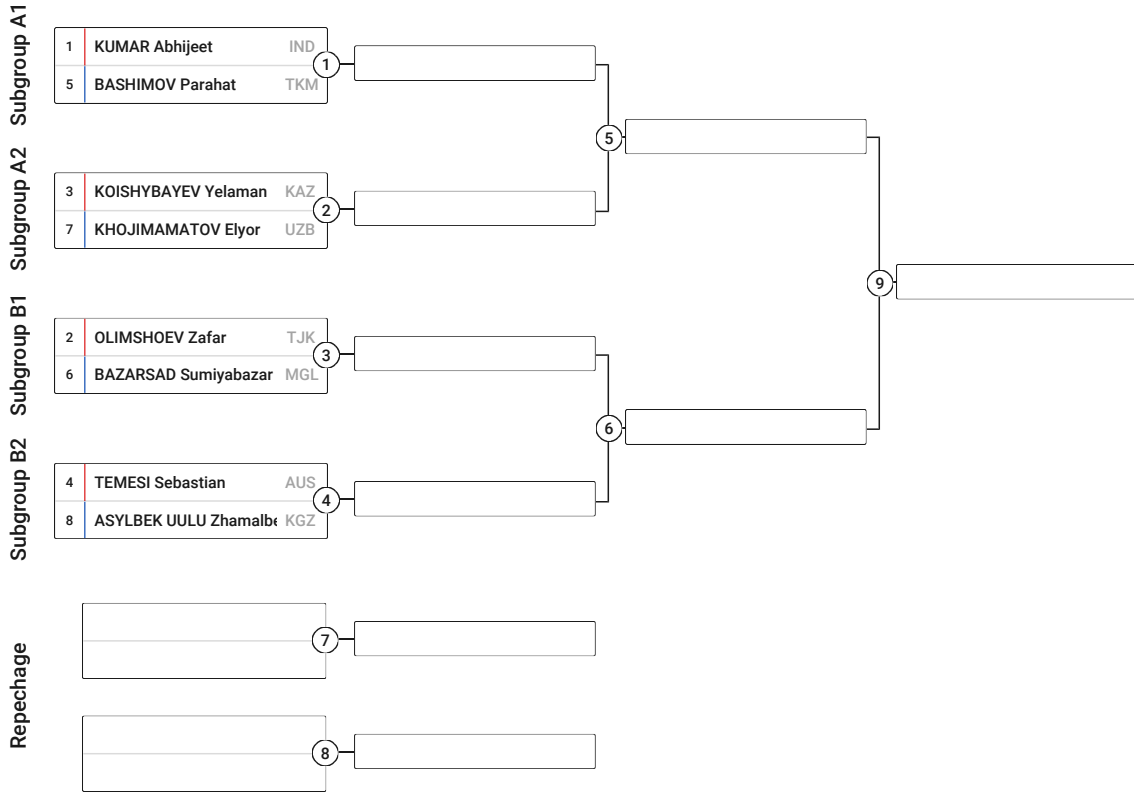 Subgroup A1
1 KUMAR Abhijeet IND
5 BASHIMOV Parahat TKM
1
5
Subgroup A2
3 KOISHYBAYEV Yelaman KAZ
7 KHOJIMAMATOV Elyor UZB
2
9
Subgroup B1
2 OLIMSHOEV Zafar TJK
6 BAZARSAD Sumiyabazar MGL
3
6
Subgroup B2
4 TEMESI Sebastian AUS
8 ASYLBEK UULU Zhamalbe KGZ
4
Repechage
7
8